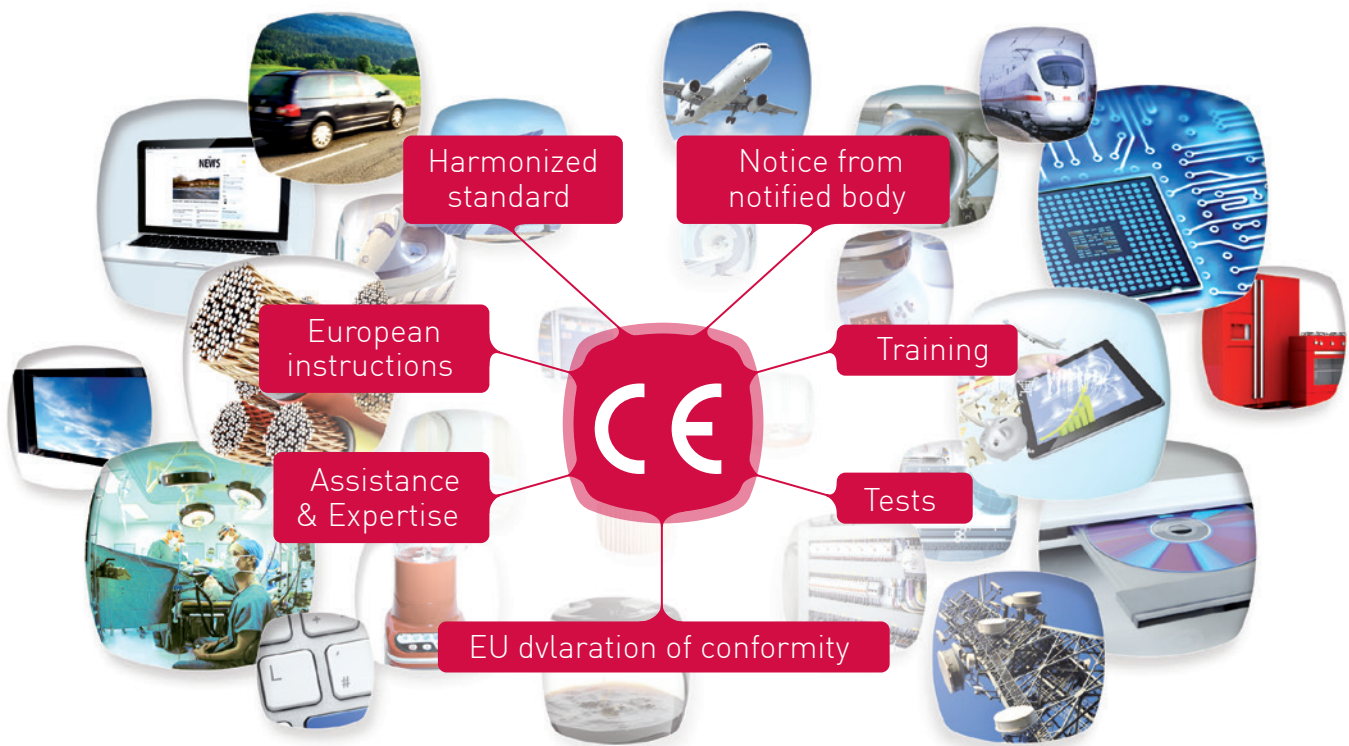 NEWS
Harmonized
standard
Notice from
notified body
European
instructions
Training
CE
Assistance
& Expertise
Tests
EU dvlaration of conformity
L
+
#